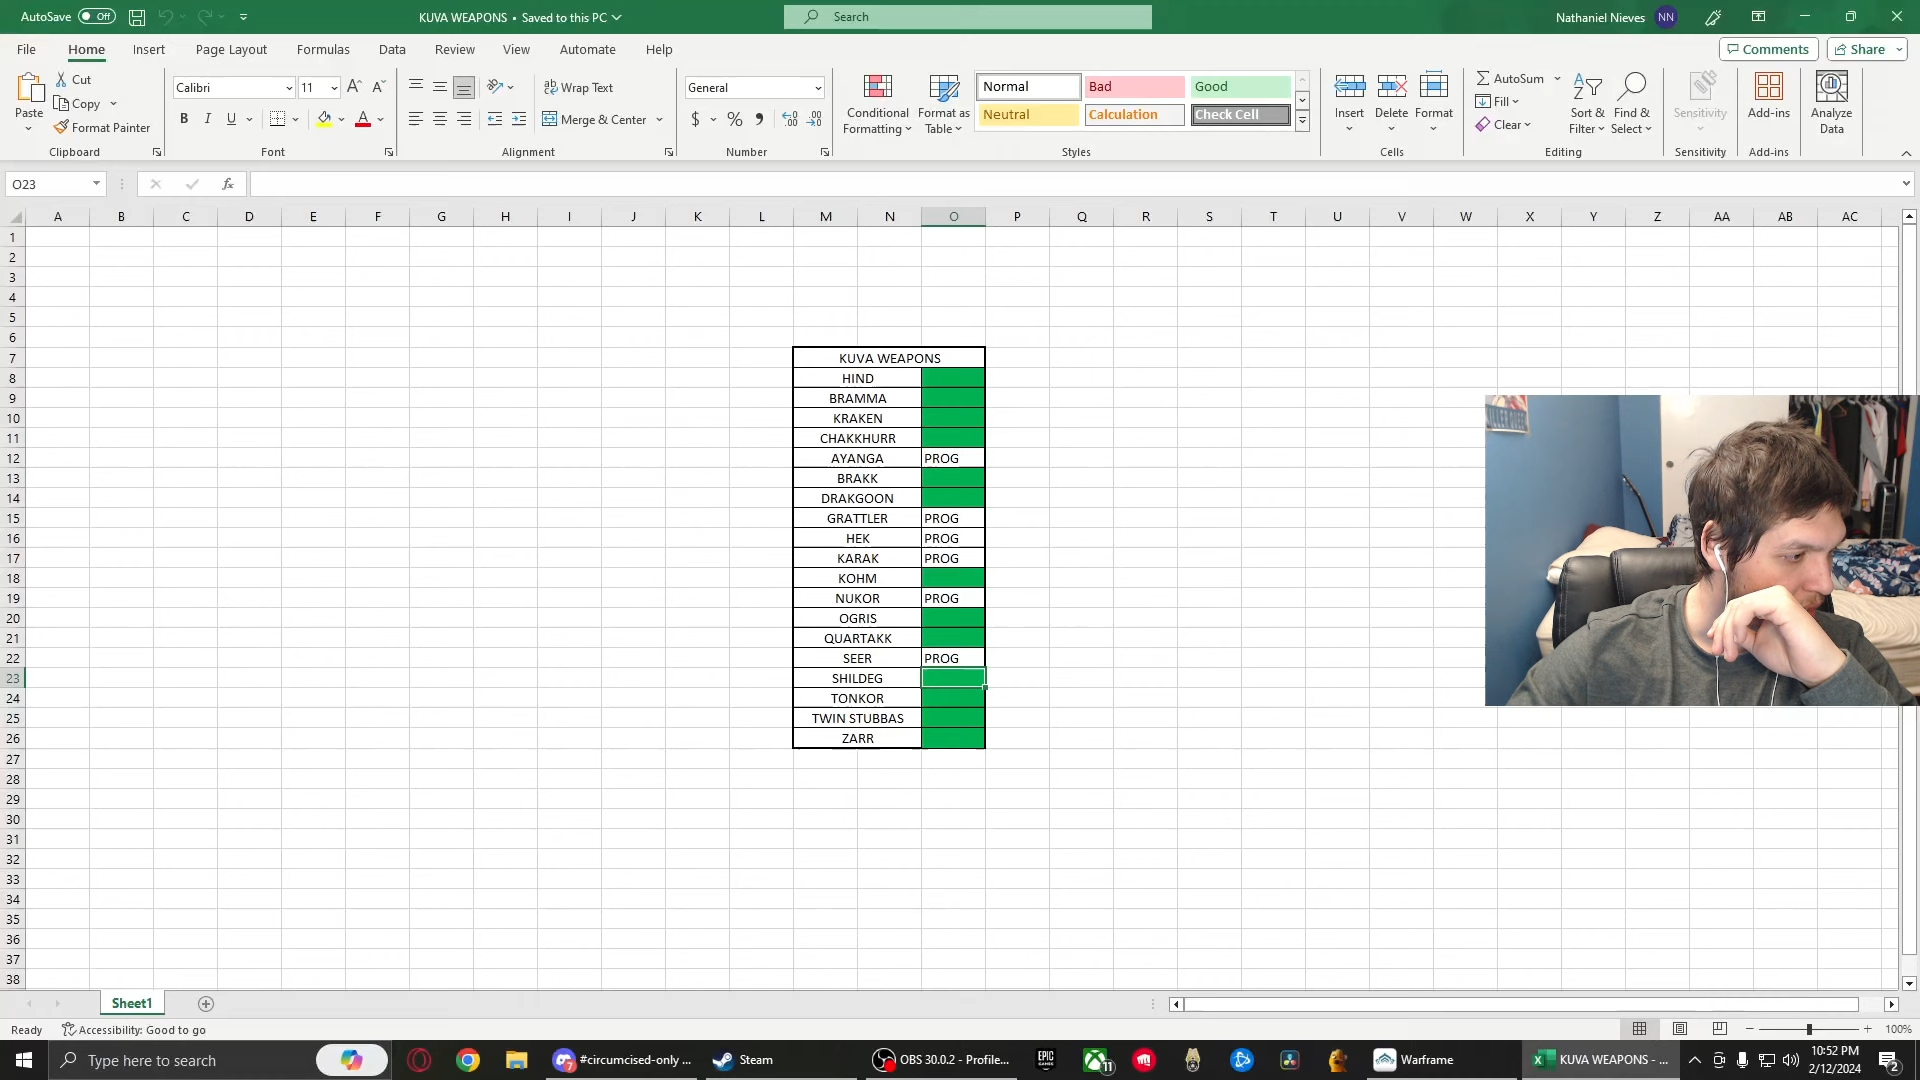 AutoSave Off KUVA WEAPONS • Saved to this PC Search Nathaniel Nieves NN
File Home Insert Page Layout Formulas Data Review View Automate Help Comments Share
Paste Cut Copy Format Painter Clipboard
Calibri 11 B I U Font
Wrap Text Merge & Center Alignment
General $ % Number
Conditional Formatting Format as Table Normal Bad Good Neutral Calculation Check Cell Styles
Insert Delete Format Cells
AutoSum Fill Clear Sort & Filter Find & Select Editing
Sensitivity Sensitivity
Add-ins Add-ins
Analyze Data
O23 fx
A B C D E F G H I J K L M N O P Q R S T U V W X Y Z AA AB AC
1
2
3
4
5
6
7 KUVA WEAPONS
8 HIND
9 BRAMMA
10 KRAKEN
11 CHAKKHURR
12 AYANGA PROG
13 BRAKK
14 DRAKGOON
15 GRATTLER PROG
16 HEK PROG
17 KARAK PROG
18 KOHM
19 NUKOR PROG
20 OGRIS
21 QUARTAKK
22 SEER PROG
23 SHILDEG
24 TONKOR
25 TWIN STUBBAS
26 ZARR
27
28
29
30
31
32
33
34
35
36
37
38
Sheet1
Ready Accessibility: Good to go 100%
Type here to search #circumcised-only ... Steam OBS 30.0.2 - Profile... EPIC GAMES 11 Warframe KUVA WEAPONS - ... 10:52 PM
2/12/2024 2